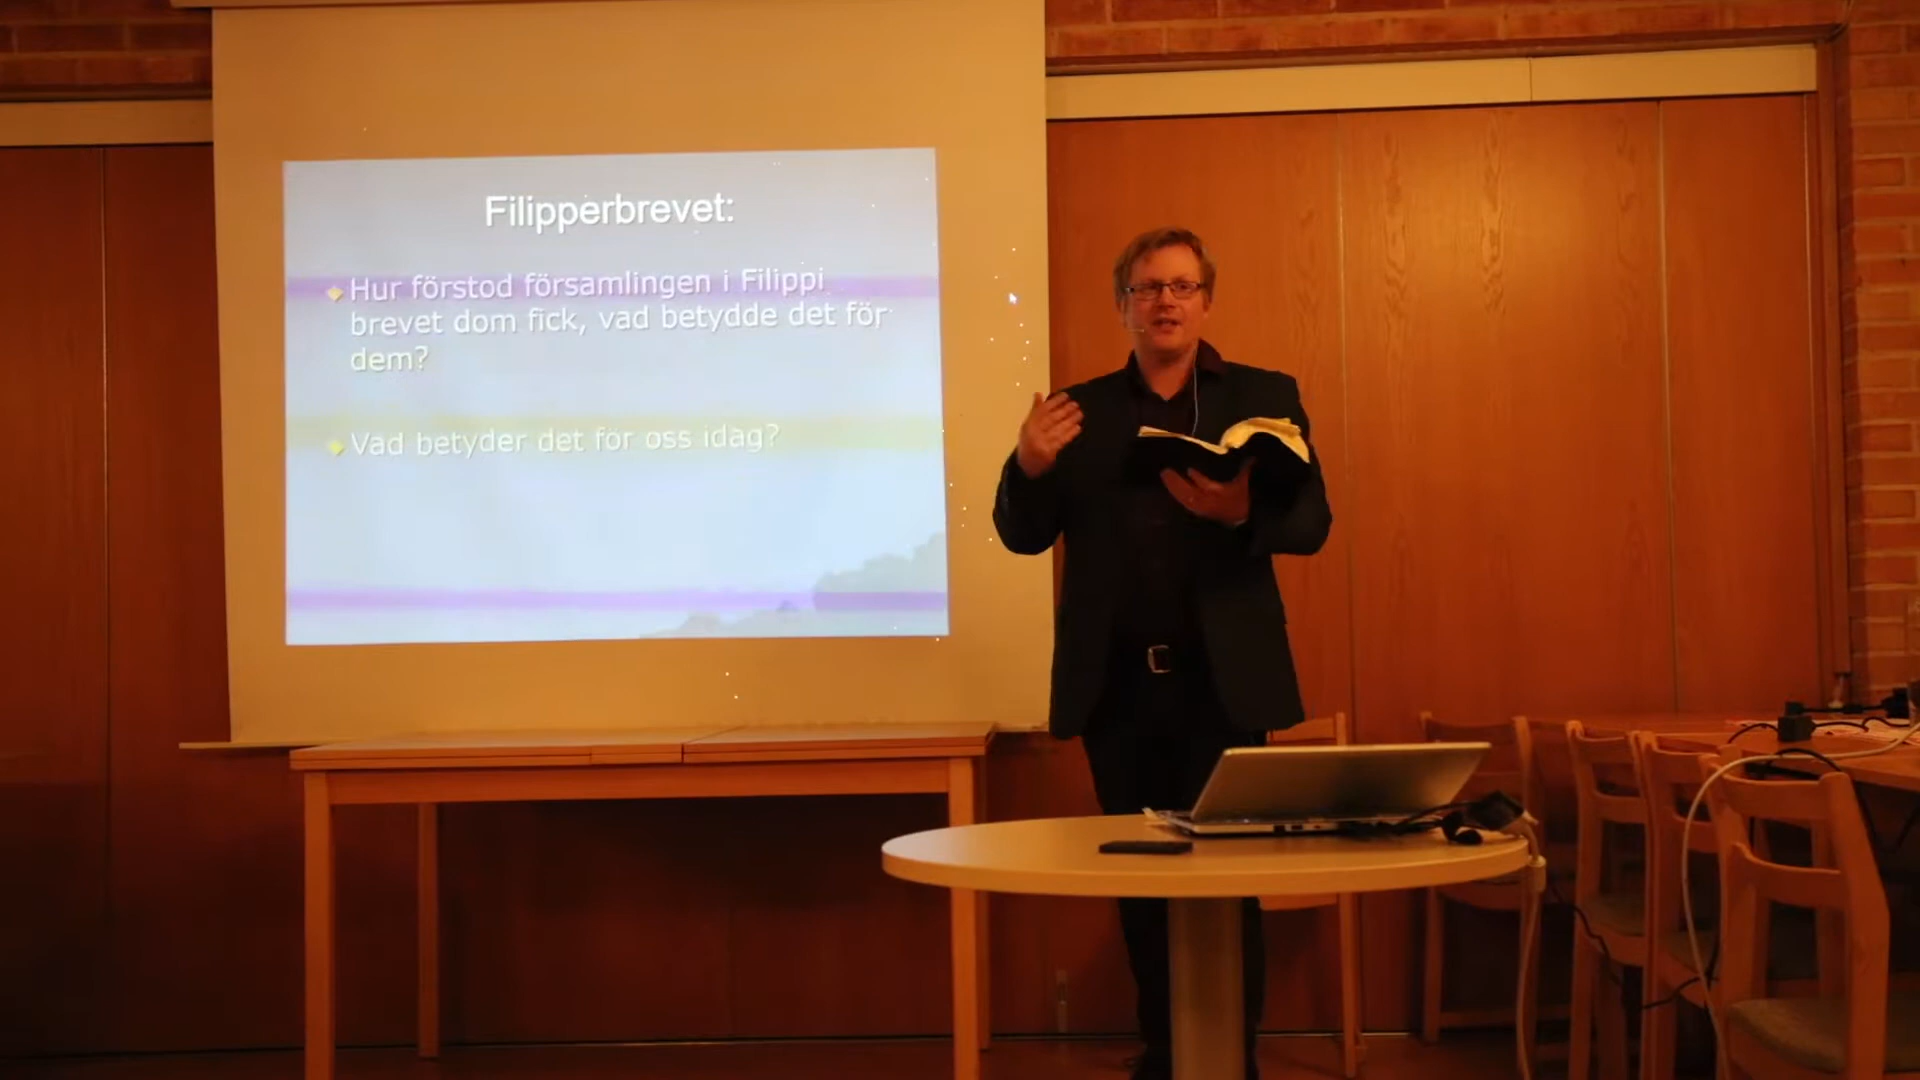 Filipperbrevet:
Hur förstod församlingen i Filippi
brevet dom fick, vad betydde det för
dem?
Vad betyder det för oss idag?